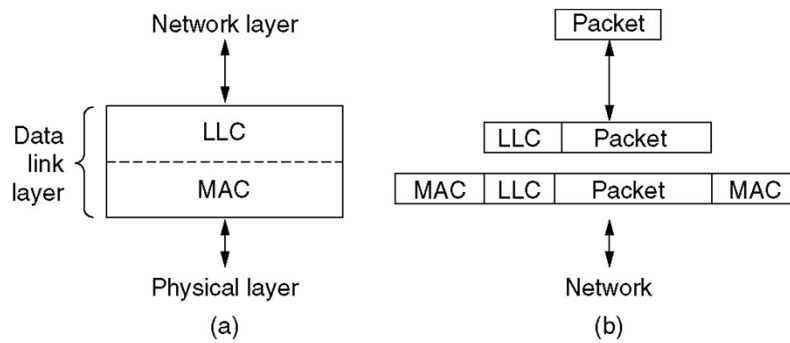 Network layer
Data
link
layer
LLC
MAC
Physical layer
(a)
Packet
LLC Packet
MAC LLC Packet MAC
Network
(b)